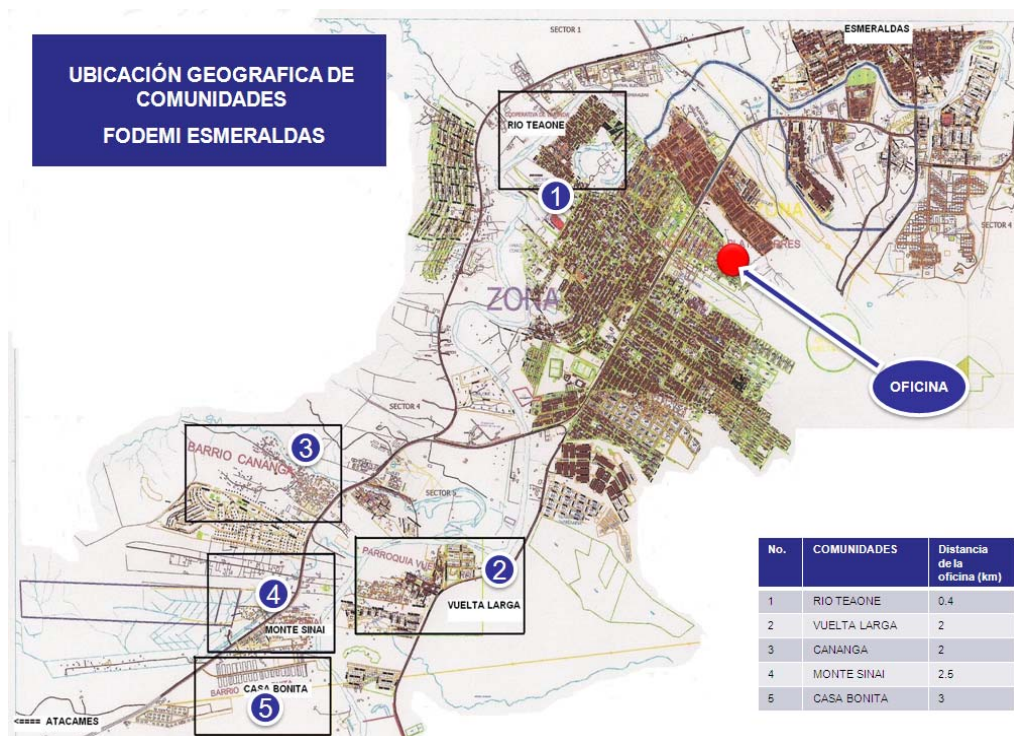 UBICACIÓN GEOGRAFICA DE
COMUNIDADES
FODEMI ESMERALDAS
SECTOR 1
ESMERALDAS
RIO TEAONE
1
ZONA
ZONA
SECTOR 4
OFICINA
SECTOR 4
BARRIO CANANGA
3
SECTOR 5
PARROQUIA
2
VUELTA LARGA
4
MONTE SINAI
BARRIO
CASA BONITA
5
<==== ATACAMES
No. COMUNIDADES Distancia
de la
oficina (km)
1 RIO TEAONE 0.4
2 VUELTA LARGA 2
3 CANANGA 2
4 MONTE SINAI 2.5
5 CASA BONITA 3